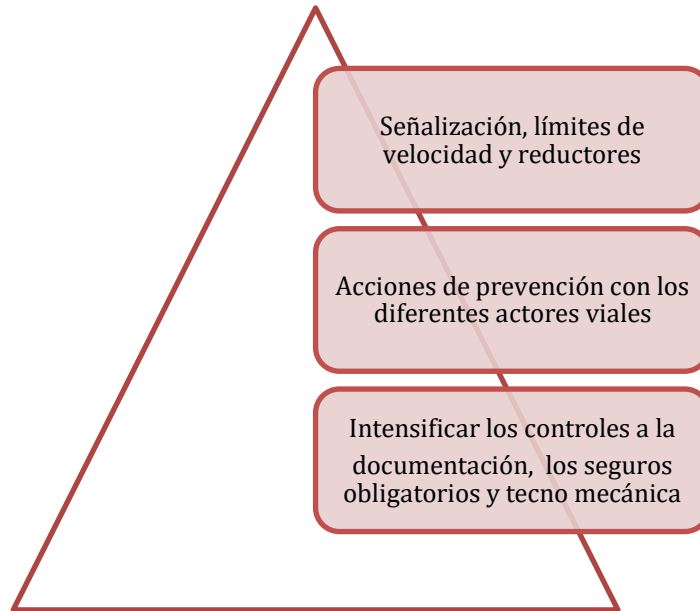 Señalización, límites de
velocidad y reductores
Acciones de prevención con los
diferentes actores viales
Intensificar los controles a la
documentación, los seguros
obligatorios y tecno mecánica